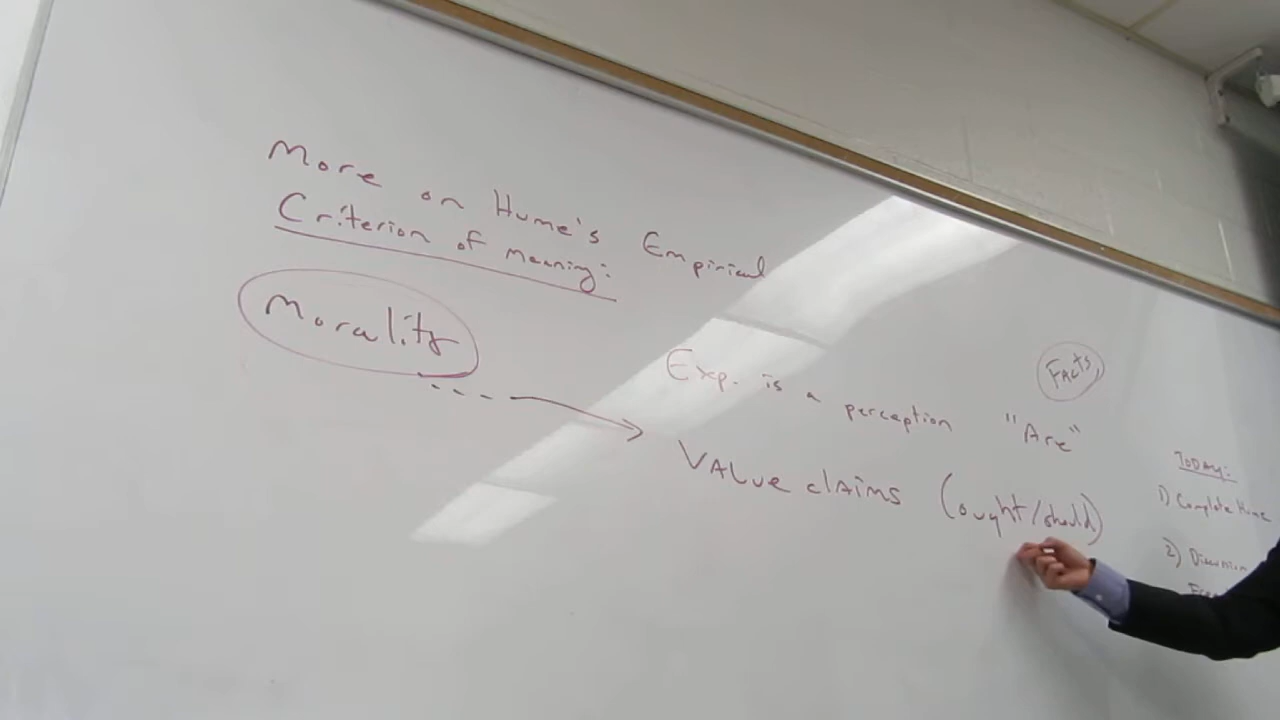 More on Hume's Empirical
Criterion of meaning:
Morality
Exp. is a perception "Are"
Facts,
Value claims (ought/should)
Today:
1) Complete Hume
2) Discussion